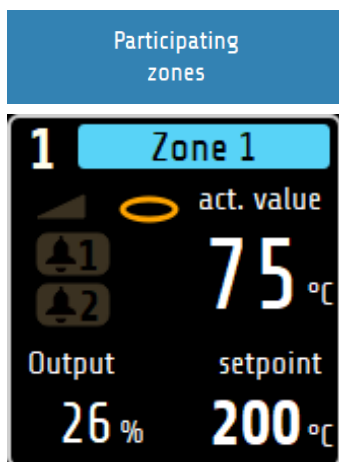 Participating
zones
1 Zone 1
act. value
1
75 °C
2
Output setpoint
26 % 200 °C